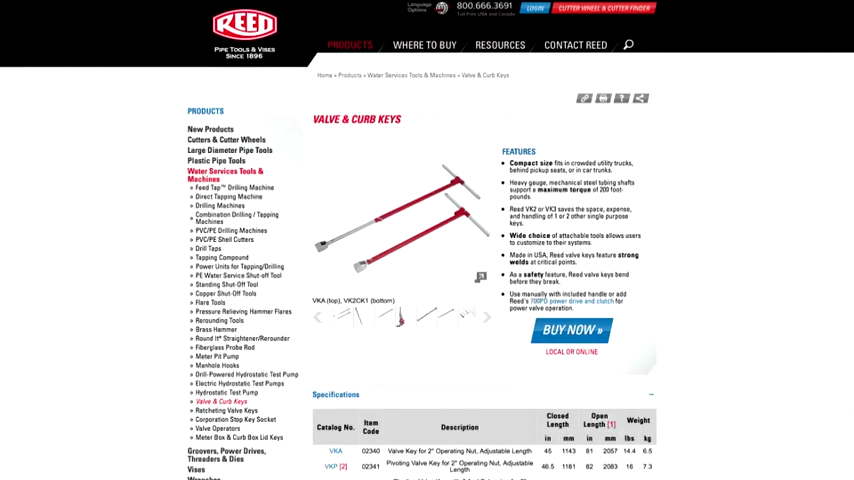 Language
Options
800.666.3691
Toll Free USA and Canada
LOGIN
CUTTER WHEEL & CUTTER FINDER
REED
PIPE TOOLS & VISES
SINCE 1896
PRODUCTS
WHERE TO BUY
RESOURCES
CONTACT REED
Home » Products » Water Services Tools & Machines » Valve & Curb Keys
PRODUCTS
New Products
Cutters & Cutter Wheels
Large Diameter Pipe Tools
Plastic Pipe Tools
Water Services Tools &
Machines
» Feed Tap™ Drilling Machine
» Direct Tapping Machine
» Drilling Machines
» Combination Drilling / Tapping
Machines
» PVC/PE Drilling Machines
» PVC/PE Shell Cutters
» Drill Taps
» Tapping Compound
» Power Units for Tapping/Drilling
» PE Water Service Shut-off Tool
» Standing Shut-Off Tool
» Copper Shut-Off Tools
» Flare Tools
» Pressure Relieving Hammer Flares
» Rerounding Tools
» Brass Hammer
» Round It® Straightener/Rerounder
» Fiberglass Probe Rod
» Meter Pit Pump
» Manhole Hooks
» Drill-Powered Hydrostatic Test Pump
» Electric Hydrostatic Test Pumps
» Hydrostatic Test Pump
» Valve & Curb Keys
» Ratcheting Valve Keys
» Corporation Stop Key Socket
» Valve Operators
» Meter Box & Curb Box Lid Keys
Groovers, Power Drives,
Threaders & Dies
Vises
VALVE & CURB KEYS
VKA (top), VK2CK1 (bottom)
FEATURES
Compact size fits in crowded utility trucks,
behind pickup seats, or in car trunks.
Heavy gauge, mechanical steel tubing shafts
support a maximum torque of 200 foot-
pounds.
Reed VK2 or VK3 saves the space, expense,
and handling of 1 or 2 other single purpose
keys.
Wide choice of attachable tools allows users
to customize to their systems.
Made in USA, Reed valve keys feature strong
welds at critical points.
As a safety feature, Reed valve keys bend
before they break.
Use manually with included handle or add
Reed's 700PD power drive and clutch for
power valve operation.
BUY NOW »
LOCAL OR ONLINE
Specifications
Catalog No. Item Code Description Closed Length Open Length [1] Weight
in mm in mm lbs kg
VKA 02340 Valve Key for 2" Operating Nut, Adjustable Length 45 1143 81 2057 14.4 6.5
VKP [2] 02341 Pivoting Valve Key for 2" Operating Nut, Adjustable Length 46.5 1181 82 2083 16 7.3